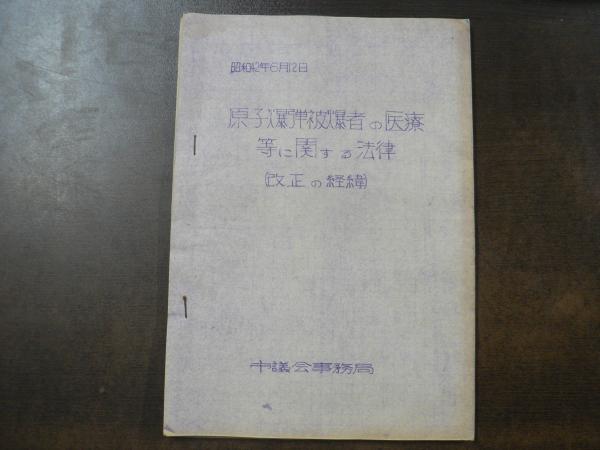 昭和42年6月12日
原子爆弾被爆者の医療
等に関する法律
(改正の経緯)
市議会事務局